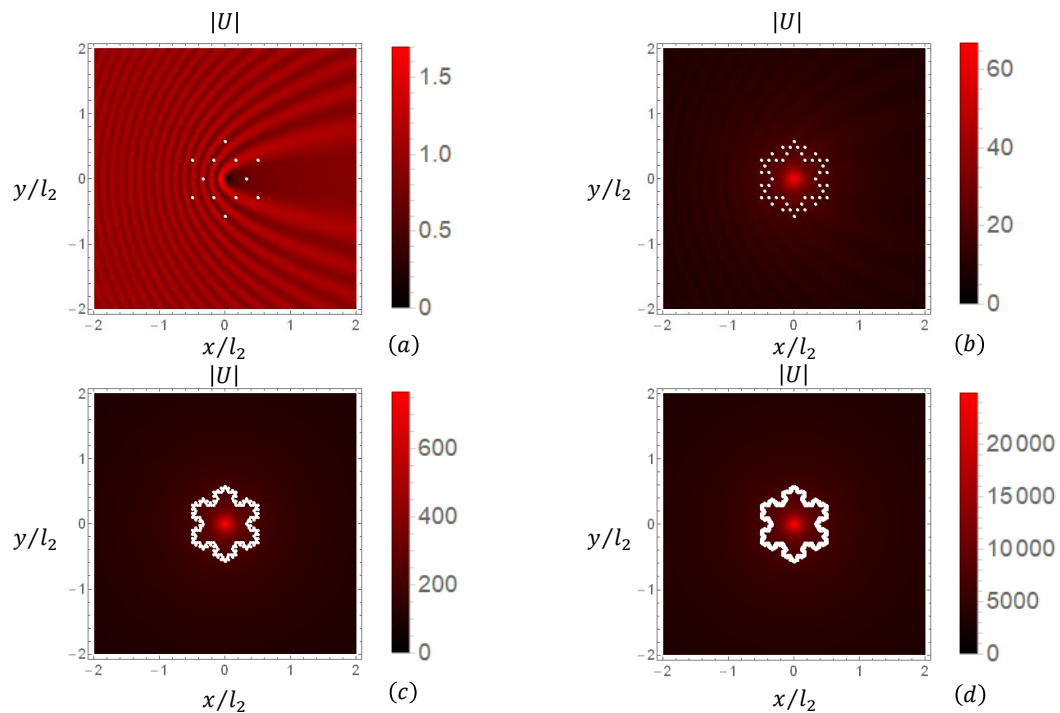 |U| |U|
2 1.5 2 60
1 1
1.0 40
y/l₂ 0 y/l₂ 0
0.5 20
−1 −1
−2 0 −2 0
−2 −1 0 1 2 −2 −1 0 1 2
x/l₂ (a) x/l₂ (b)
|U| |U|
2 2
600 20 000
1 1
15 000
400
y/l₂ 0 y/l₂ 0 10 000
200
−1 −1 5000
−2 0 −2 0
−2 −1 0 1 2 −2 −1 0 1 2
x/l₂ (c) x/l₂ (d)